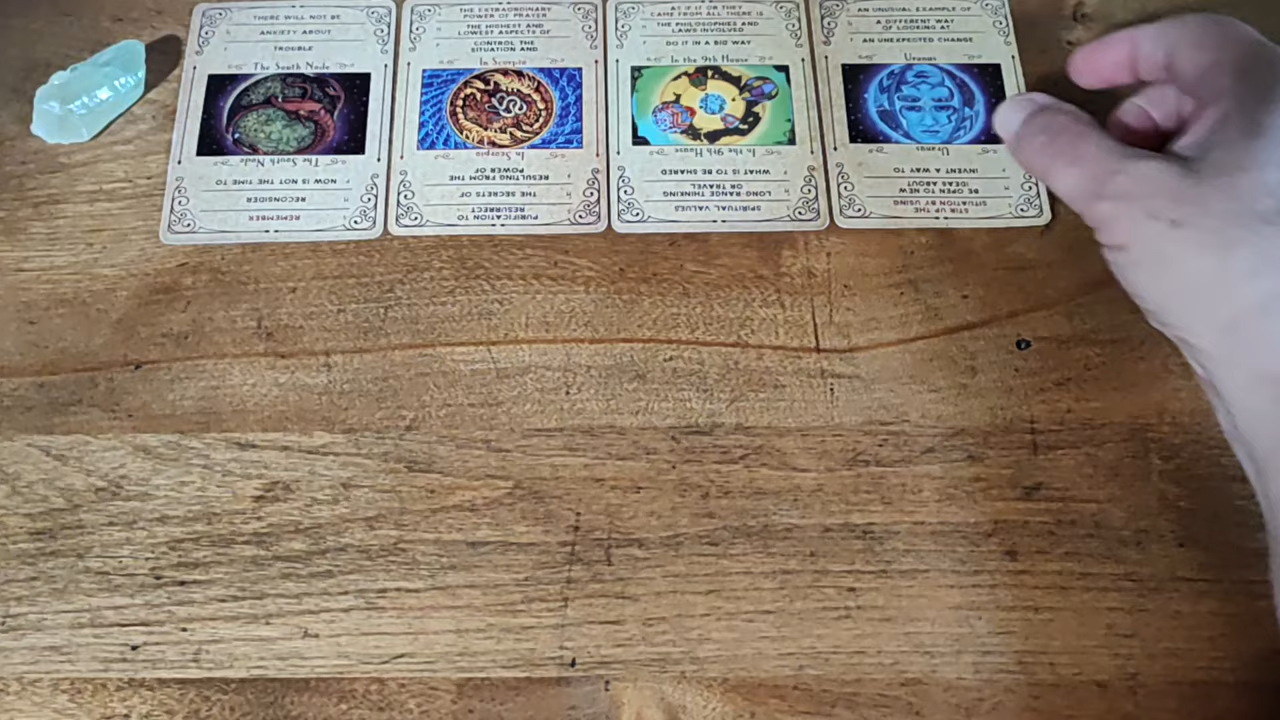 THERE WILL NOT BE
ANXIETY ABOUT
TROUBLE
The South Node
The South Node
NOW IS NOT THE TIME TO
RECONSIDER
REMEMBER
THE EXTRAORDINARY
POWER OF PRAYER
THE HIGHEST AND
LOWEST ASPECTS OF
CONTROL THE
SITUATION AND
In Scorpio
In Scorpio
RESULTING FROM THE
POWER OF
THE SECRETS OF
PURIFICATION TO
RESURRECT
AS IF IT OR THEY
CAME FROM ALL THERE IS
THE PHILOSOPHIES AND
LAWS INVOLVED
DO IT IN A BIG WAY
In the 9th House
In the 9th House
WHAT IS TO BE SHARED
LONG-RANGE THINKING
OR TRAVEL
SPIRITUAL VALUES
AN UNUSUAL EXAMPLE OF
A DIFFERENT WAY
OF LOOKING AT
AN UNEXPECTED CHANGE
Uranus
Uranus
INVENT A WAY TO
BE OPEN TO NEW
IDEAS ABOUT
STIR UP THE
SITUATION BY USING